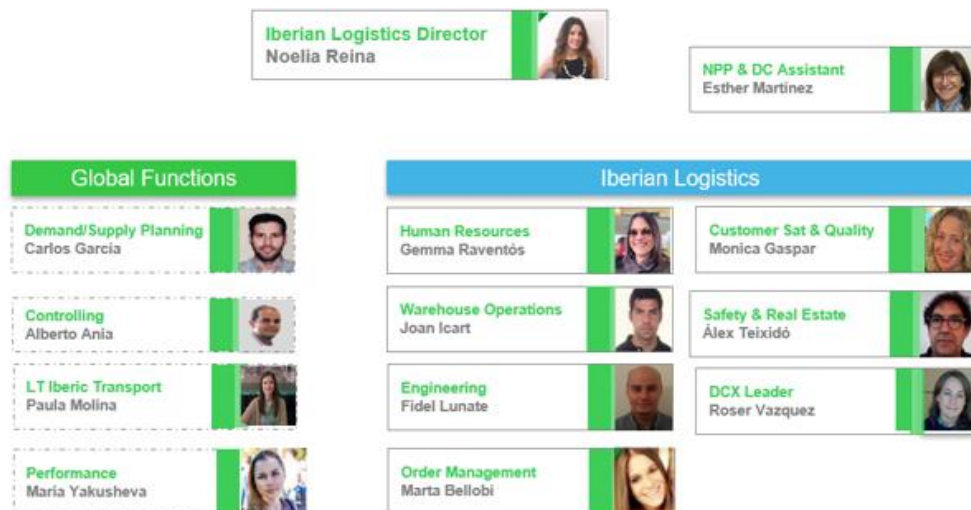 Iberian Logistics Director
Noelia Reina
NPP & DC Assistant
Esther Martínez
Global Functions
Demand/Supply Planning
Carlos García
Controlling
Alberto Ania
LT Iberic Transport
Paula Molina
Performance
Maria Yakusheva
Iberian Logistics
Human Resources
Gemma Raventós
Warehouse Operations
Joan Icart
Engineering
Fidel Lunate
Order Management
Marta Bellobi
Customer Sat & Quality
Monica Gaspar
Safety & Real Estate
Àlex Teixidó
DCX Leader
Roser Vazquez